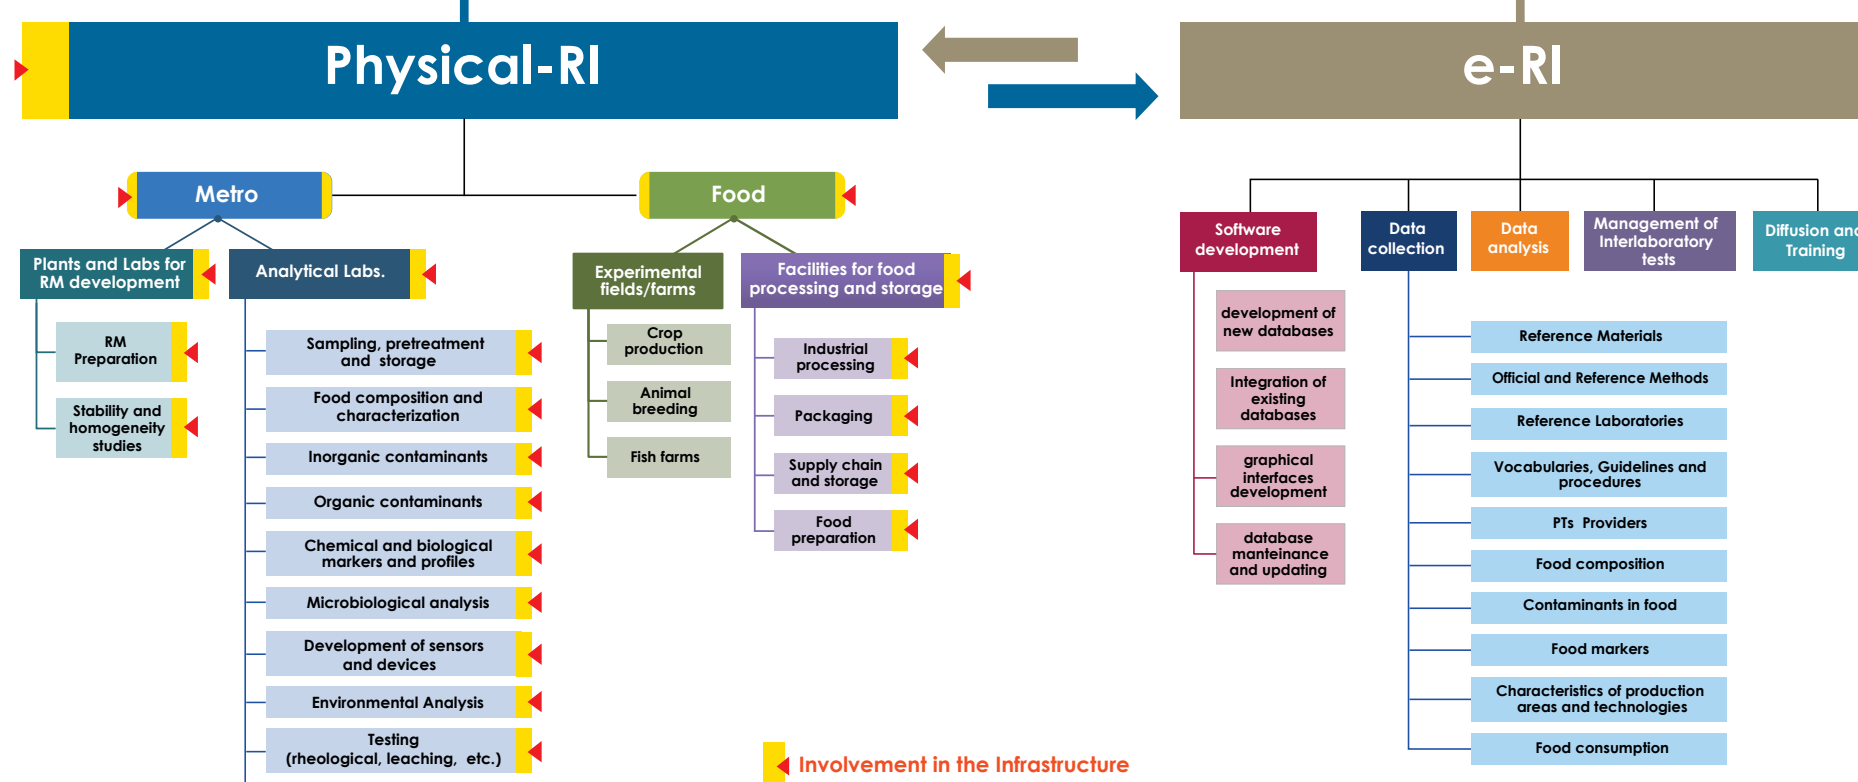 Physical-RI
e-RI
Metro
Food
Plants and Labs for
RM development
Analytical Labs.
Experimental
fields/farms
Facilities for food
processing and storage
Software
development
Data
collection
Data
analysis
Management of
Interlaboratory
tests
Diffusion and
Training
RM
Preparation
Stability and
homogeneity
studies
Sampling, pretreatment
and storage
Food composition and
characterization
Inorganic contaminants
Organic contaminants
Chemical and biological
markers and profiles
Microbiological analysis
Development of sensors
and devices
Environmental Analysis
Testing
(rheological, leaching, etc.)
Crop
production
Animal
breeding
Fish farms
Industrial
processing
Packaging
Supply chain
and storage
Food
preparation
development of
new databases
Integration of
existing
databases
graphical
interfaces
development
database
manteinance
and updating
Reference Materials
Official and Reference Methods
Reference Laboratories
Vocabularies, Guidelines and
procedures
PTs Providers
Food composition
Contaminants in food
Food markers
Characteristics of production
areas and technologies
Food consumption
Involvement in the Infrastructure